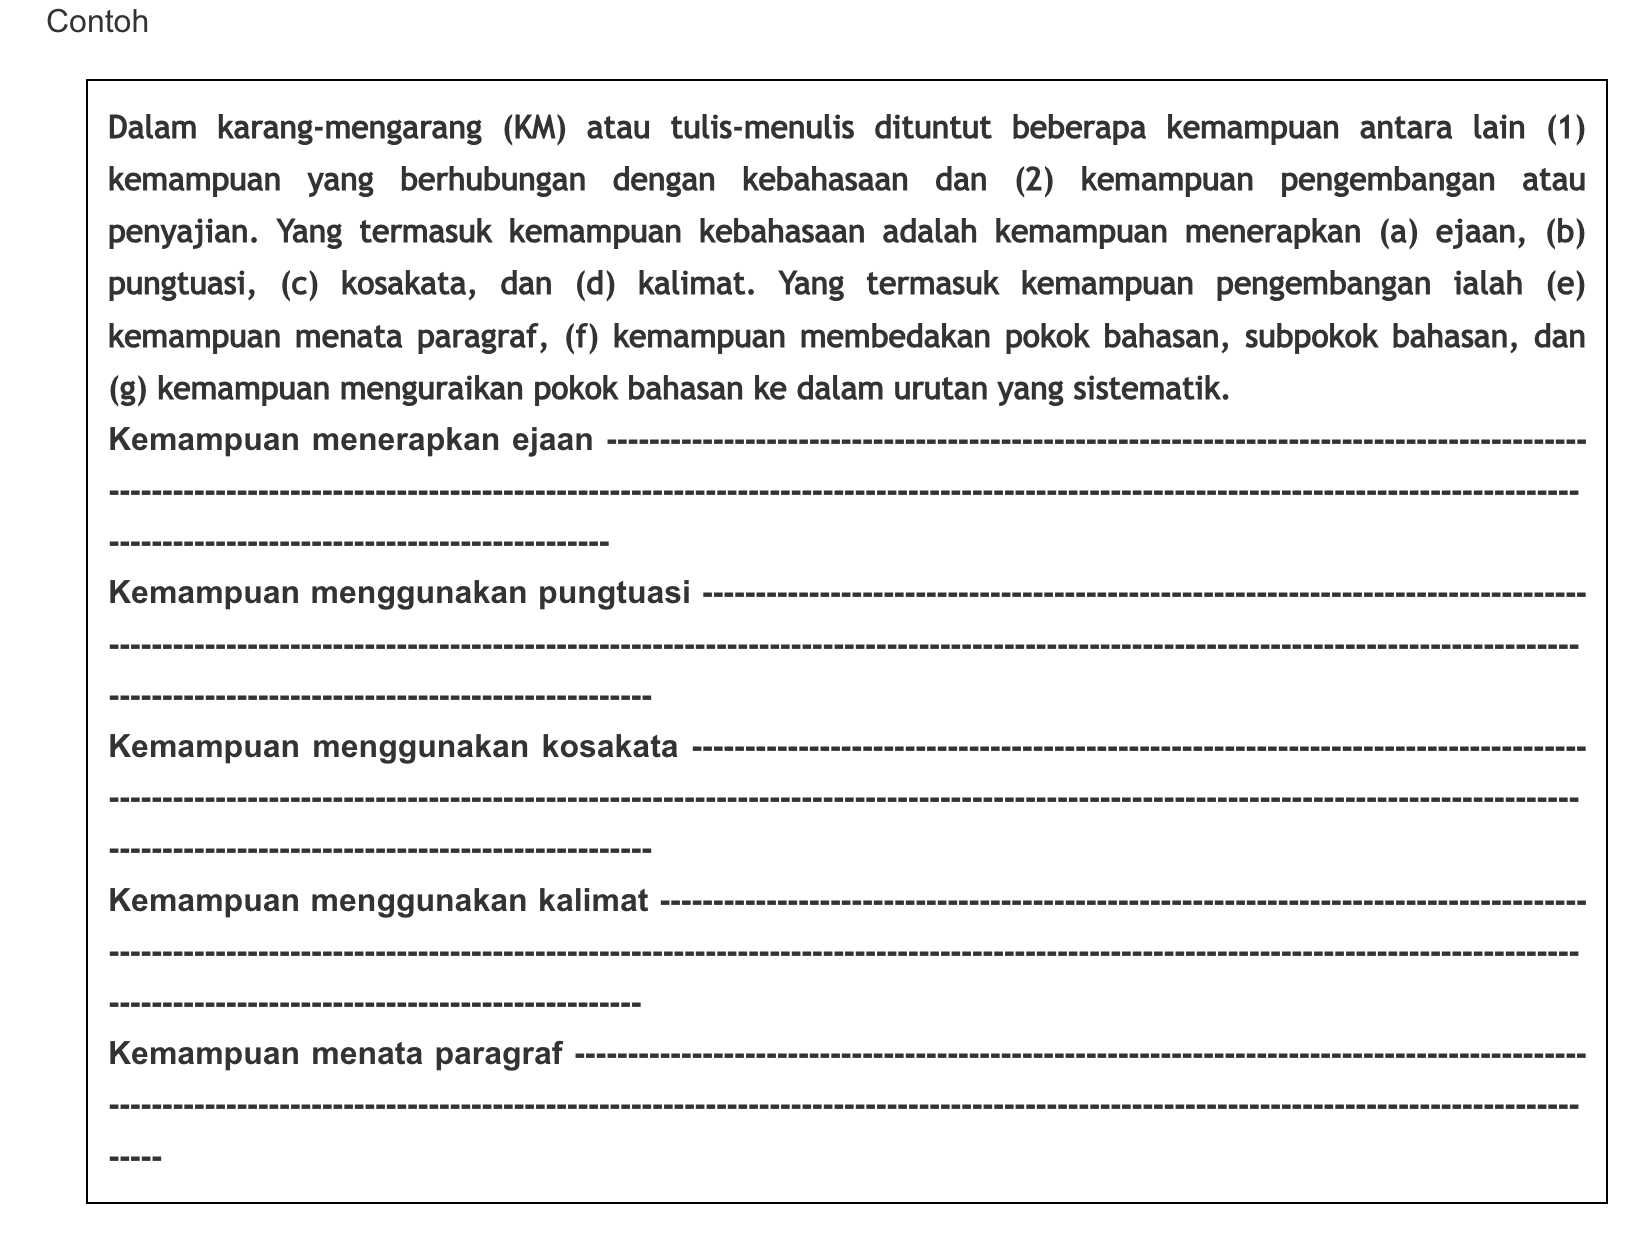 Contoh
Dalam karang-mengarang (KM) atau tulis-menulis dituntut beberapa kemampuan antara lain (1)
kemampuan yang berhubungan dengan kebahasaan dan (2) kemampuan pengembangan atau
penyajian. Yang termasuk kemampuan kebahasaan adalah kemampuan menerapkan (a) ejaan, (b)
pungtuasi, (c) kosakata, dan (d) kalimat. Yang termasuk kemampuan pengembangan ialah (e)
kemampuan menata paragraf, (f) kemampuan membedakan pokok bahasan, subpokok bahasan, dan
(g) kemampuan menguraikan pokok bahasan ke dalam urutan yang sistematik.
Kemampuan menerapkan ejaan --------------------------------------------------------------------------------------------
------------------------------------------------------------------------------------------------------------------------------------------
-----------------------------------------------
Kemampuan menggunakan pungtuasi -----------------------------------------------------------------------------------
------------------------------------------------------------------------------------------------------------------------------------------
---------------------------------------------------
Kemampuan menggunakan kosakata ------------------------------------------------------------------------------------
------------------------------------------------------------------------------------------------------------------------------------------
---------------------------------------------------
Kemampuan menggunakan kalimat ---------------------------------------------------------------------------------------
------------------------------------------------------------------------------------------------------------------------------------------
--------------------------------------------------
Kemampuan menata paragraf -----------------------------------------------------------------------------------------------
------------------------------------------------------------------------------------------------------------------------------------------
-----